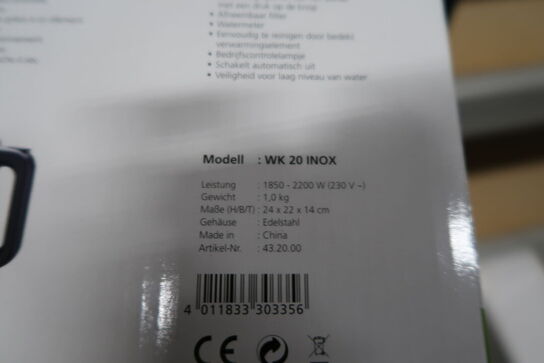 met een druk op de knop
• Afneembaar filter
• Watermeter
• Eenvoudig te reinigen door bedekt
verwarmingselement
• Bedrijfscontrolelampje
• Schakelt automatisch uit
• Veiligheid voor laag niveau van water
Modell : WK 20 INOX
Leistung : 1850 - 2200 W (230 V ~)
Gewicht : 1,0 kg
Maße (H/B/T) : 24 x 22 x 14 cm
Gehäuse : Edelstahl
Made in : China
Artikel-Nr. : 43.20.00
4 011833 303356
CE